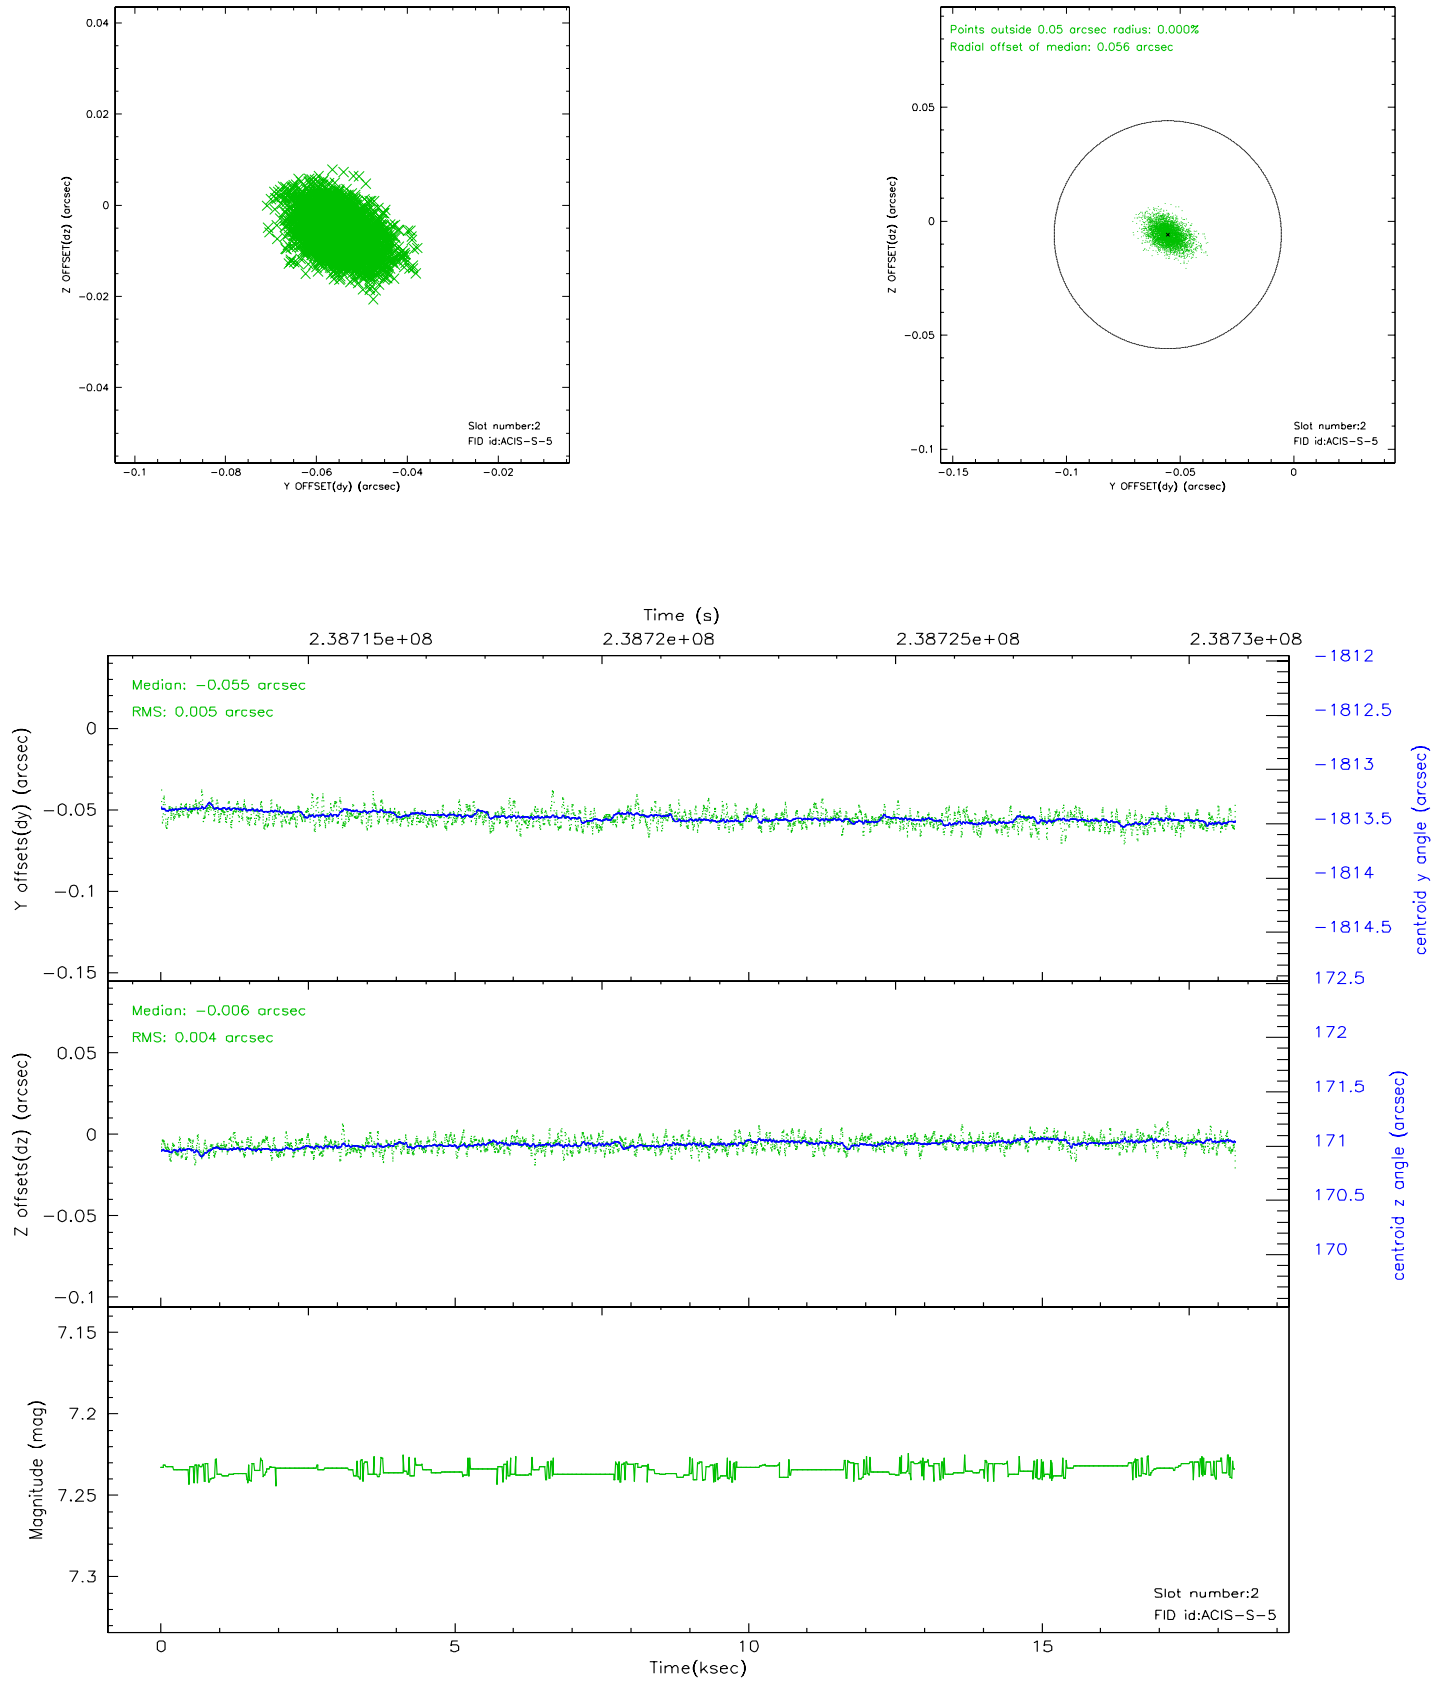 0.04
0.02
0
−0.02
−0.04
Z OFFSET(dz) (arcsec)
Slot number:2
FID id:ACIS−S−5
−0.1
−0.08
−0.06
−0.04
−0.02
Y OFFSET(dy) (arcsec)
Points outside 0.05 arcsec radius: 0.000%
Radial offset of median: 0.056 arcsec
0.05
0
−0.05
−0.1
Z OFFSET(dz) (arcsec)
Slot number:2
FID id:ACIS−S−5
−0.15
−0.1
−0.05
0
Y OFFSET(dy) (arcsec)
Time (s)
2.38715e+08
2.3872e+08
2.38725e+08
2.3873e+08
Median: −0.055 arcsec
RMS: 0.005 arcsec
0
−0.05
−0.1
−0.15
Y offsets(dy) (arcsec)
−1812
−1812.5
−1813
−1813.5
−1814
−1814.5
centroid y angle (arcsec)
Median: −0.006 arcsec
RMS: 0.004 arcsec
0.05
0
−0.05
−0.1
Z offsets(dz) (arcsec)
172.5
172
171.5
171
170.5
170
centroid z angle (arcsec)
7.15
7.2
7.25
7.3
Magnitude (mag)
Slot number:2
FID id:ACIS−S−5
0
5
10
15
Time(ksec)